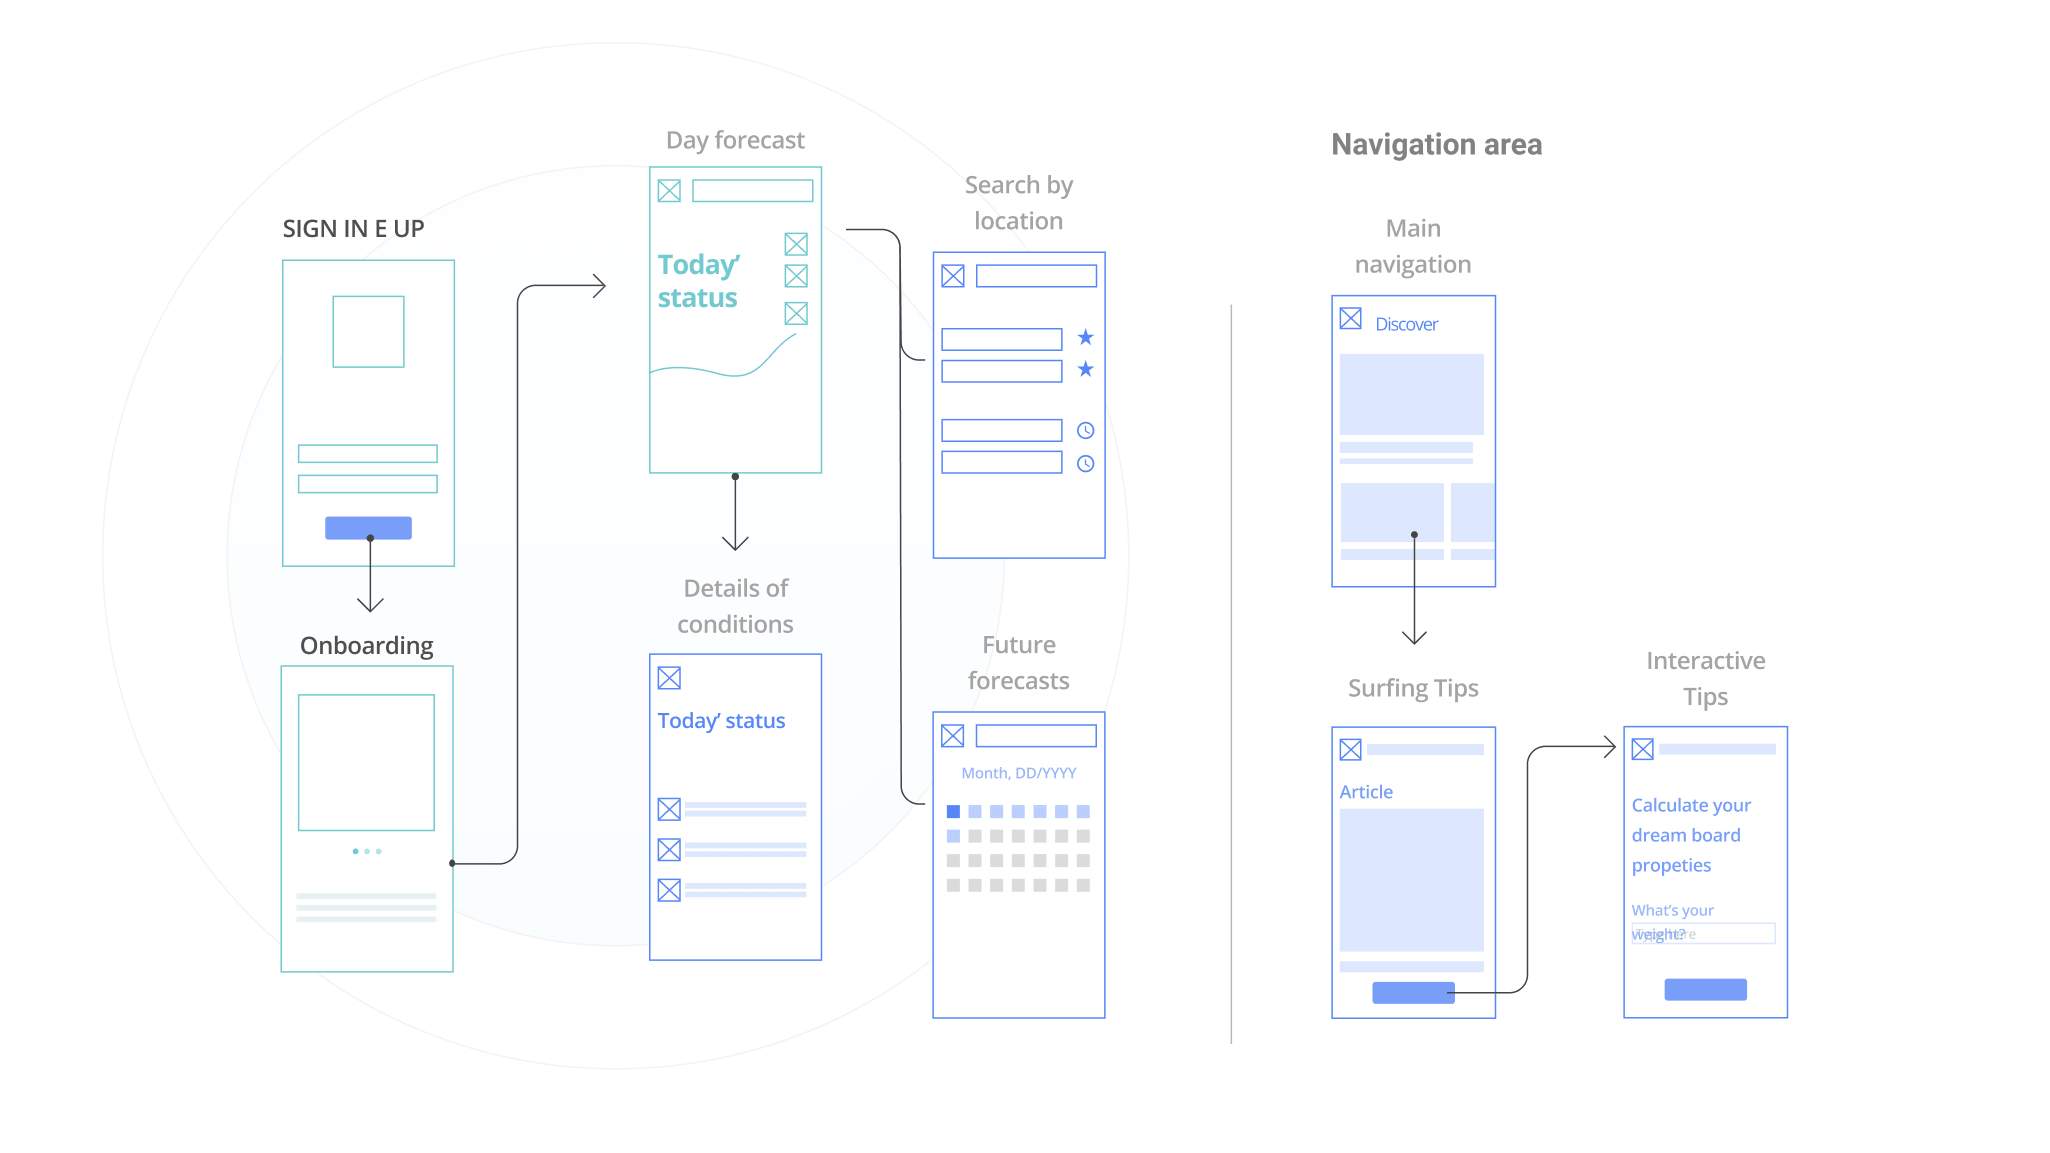 SIGN IN E UP
Onboarding
Day forecast
Today’
status
Details of
conditions
Today’ status
Search by
location
Future
forecasts
Month, DD/YYYY
Navigation area
Main
navigation
Discover
Surfing Tips
Article
Interactive
Tips
Calculate your
dream board
propeties
What’s your
weight?
Type here